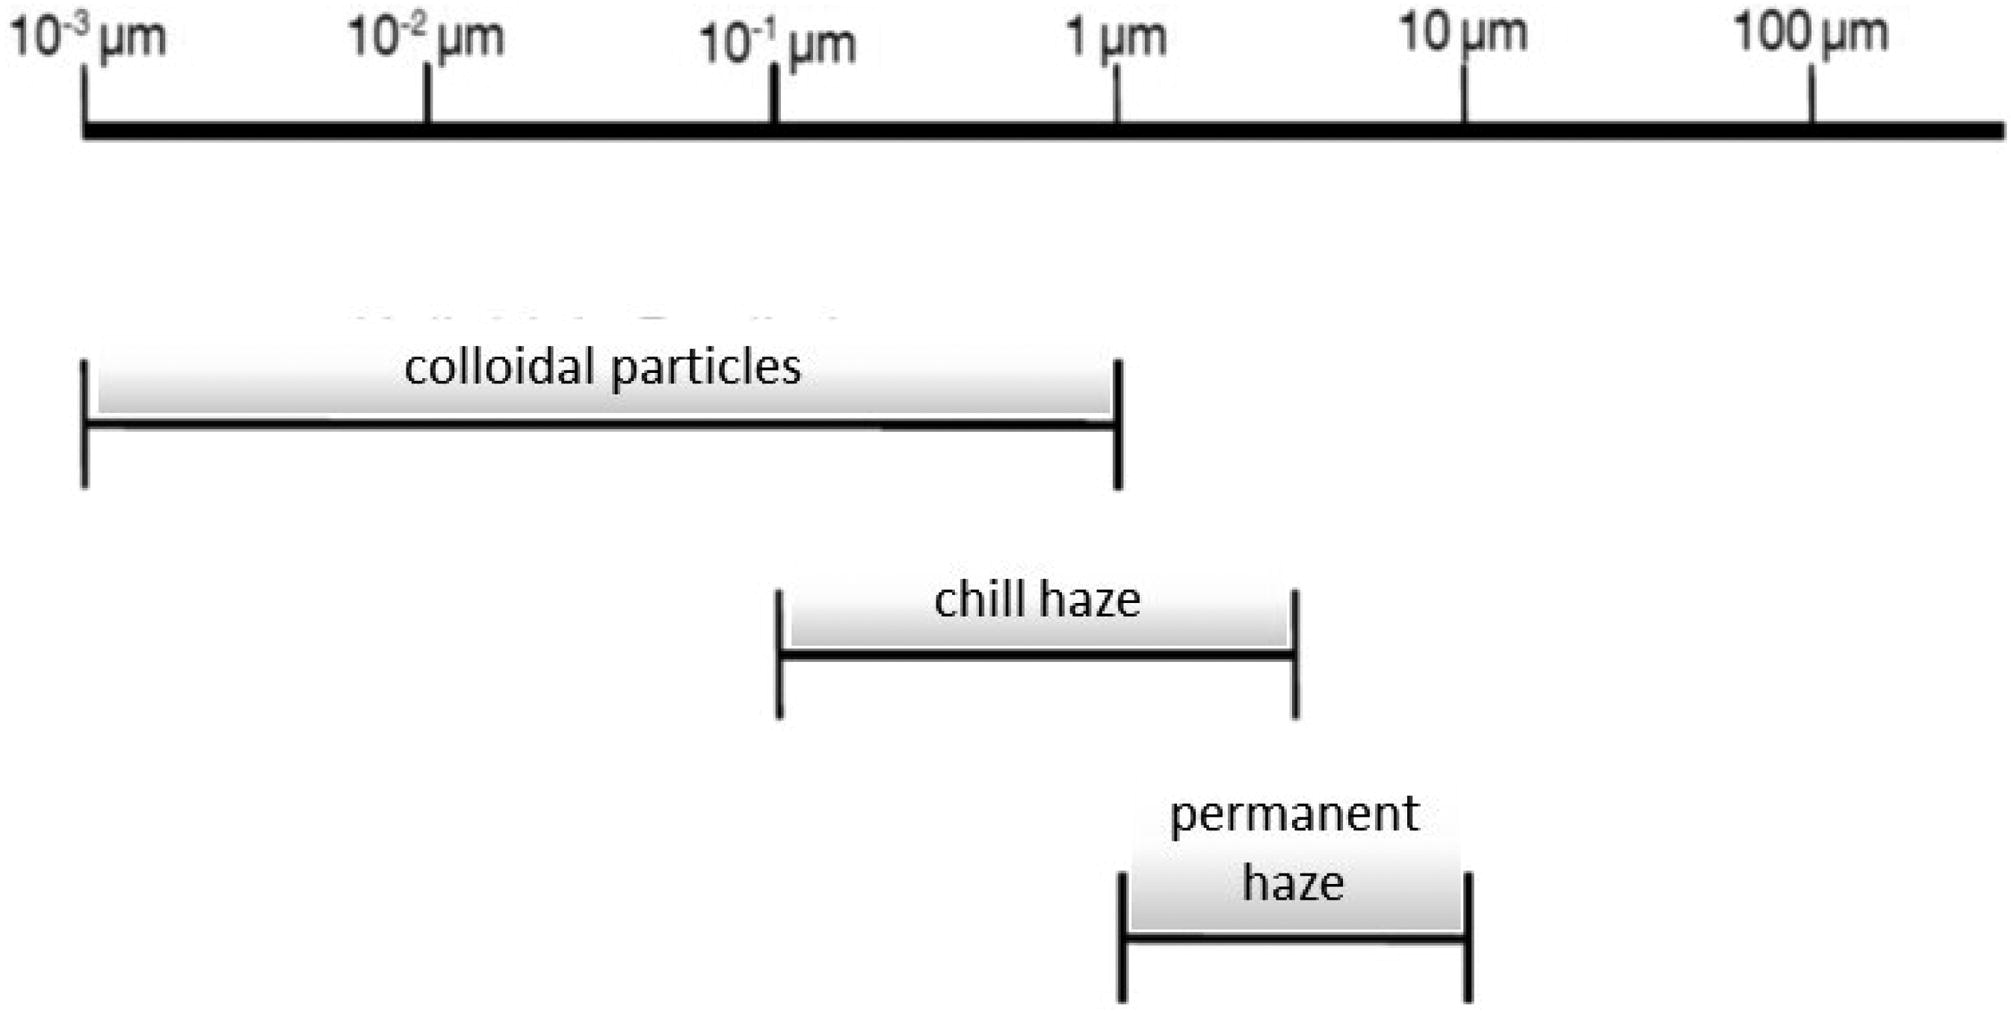 10⁻³ µm 10⁻² µm 10⁻¹ µm 1 µm 10 µm 100 µm
colloidal particles
chill haze
permanent
haze